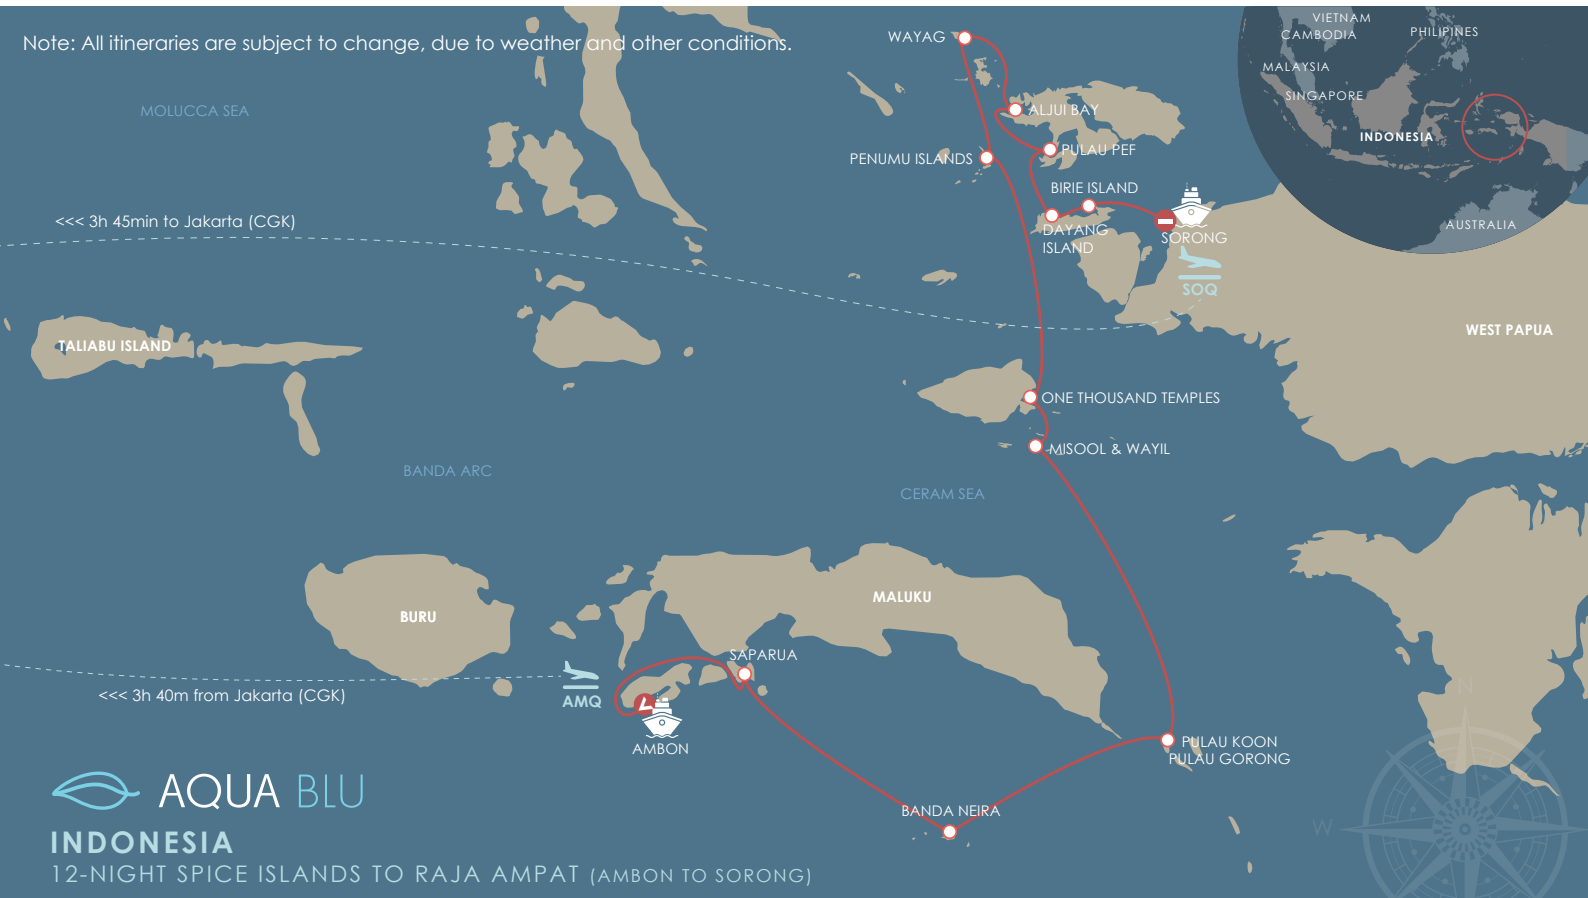 Note: All itineraries are subject to change, due to weather and other conditions.
WAYAG
VIETNAM
CAMBODIA
PHILIPINES
MALAYSIA
SINGAPORE
INDONESIA
AUSTRALIA
MOLUCCA SEA
ALJUI BAY
PENUMU ISLANDS
PULAU PEF
BIRIE ISLAND
<<< 3h 45min to Jakarta (CGK)
DAYANG
ISLAND
SORONG
SOQ
WEST PAPUA
TALIABU ISLAND
ONE THOUSAND TEMPLES
MISOOL & WAYIL
BANDA ARC
CERAM SEA
BURU
MALUKU
SAPARUA
<<< 3h 40m from Jakarta (CGK)
AMQ
AMBON
N
PULAU KOON
PULAU GORONG
BANDA NEIRA
W
AQUA BLU
INDONESIA
12-NIGHT SPICE ISLANDS TO RAJA AMPAT (AMBON TO SORONG)